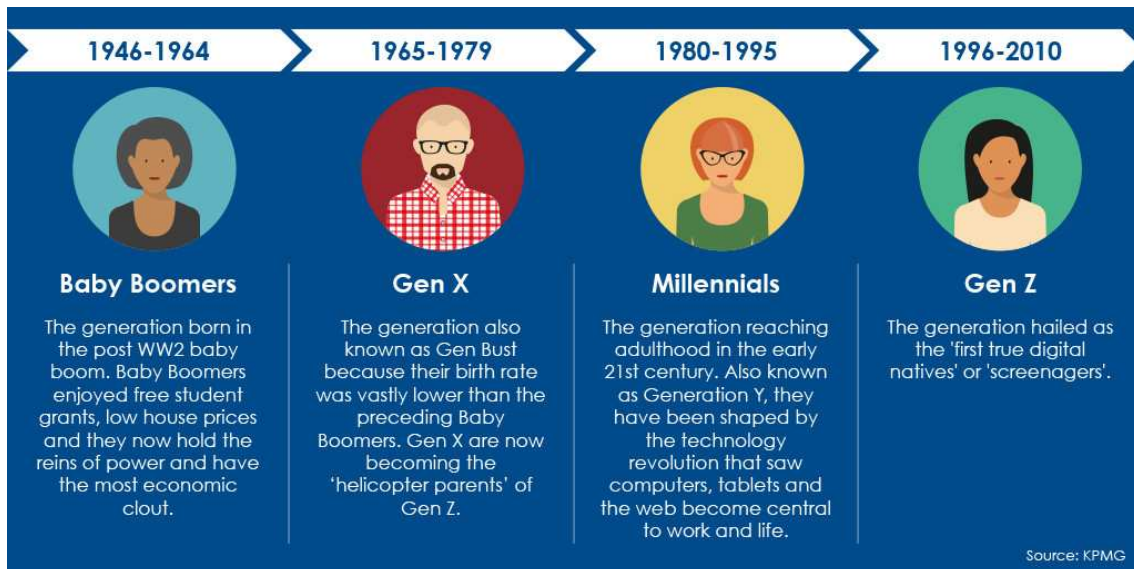 1946-1964
1965-1979
1980-1995
1996-2010
Baby Boomers
The generation born in
the post WW2 baby
boom. Baby Boomers
enjoyed free student
grants, low house prices
and they now hold the
reins of power and have
the most economic
clout.
Gen X
The generation also
known as Gen Bust
because their birth rate
was vastly lower than the
preceding Baby
Boomers. Gen X are now
becoming the
‘helicopter parents’ of
Gen Z.
Millennials
The generation reaching
adulthood in the early
21st century. Also known
as Generation Y, they
have been shaped by
the technology
revolution that saw
computers, tablets and
the web become central
to work and life.
Gen Z
The generation hailed as
the 'first true digital
natives' or 'screenagers'.
Source: KPMG